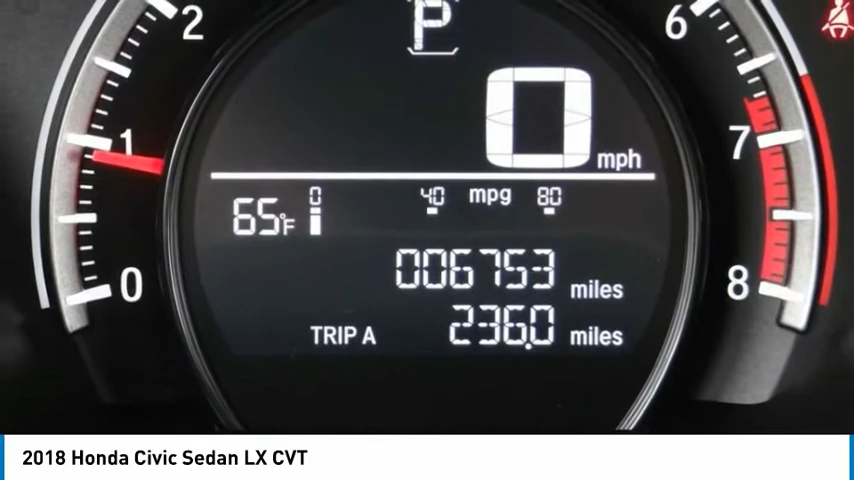 P
2 6
0 mph
1 7
65°F 0 40 mpg 80
006753 miles
0 8
TRIP A 236.0 miles
2018 Honda Civic Sedan LX CVT